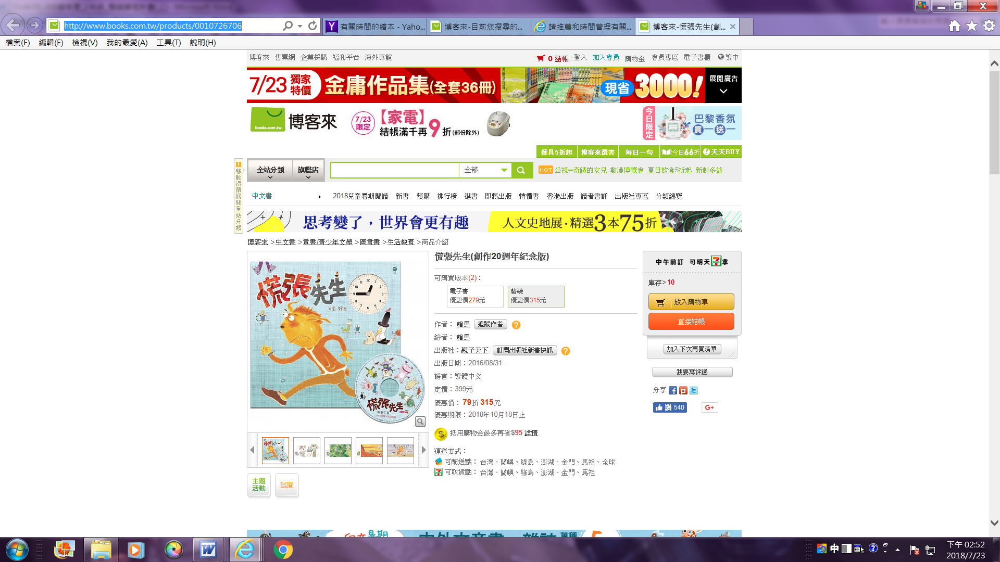 http://www.books.com.tw/products/0010726706
有關時間的繪本 - Yaho...
博客來-目前您搜尋的...
請推薦和時間管理有關...
博客來-慌張先生(創...
檔案(F) 編輯(E) 檢視(V) 我的最愛(A) 工具(T) 說明(H)
博客來 售票網 企業採購 福利平台 海外專館
0 結帳 登入 加入會員 購物金 會員專區 電子書櫃 繁中
7/23 獨家特價 金庸作品集(全套36冊) 現省3000!
展開廣告
books.com.tw 博客來
7/23 限定 【家電】 結帳滿千再9折(部份除外)
今日限定 巴黎香氛 買一送一
餐具5折起 博客來選書 每日一句 今日66折 天天BUY
移動滑鼠展開全站分類
全站分類 旗艦店 全部
HOT 公視一奇蹟的女兒 動漫博覽會 夏日飲食5折起 新制多益
中文書 2018兒童暑期閱讀 新書 預購 排行榜 選書 即將出版 特價書 香港出版 讀者書評 出版社專區 分類總覽
思考變了，世界會更有趣 人文史地展·精選3本75折
博客來 >中文書 >童書/青少年文學 >圖畫書 >生活教育 >商品介紹
慌張先生
慌張先生
慌張先生(創作20週年紀念版)
可購買版本(2)：
電子書 精裝
優惠價279元 優惠價315元
作者： 賴馬 追蹤作者
繪者： 賴馬
出版社：親子天下 訂閱出版社新書快訊
出版日期：2016/08/31
語言：繁體中文
定價：399元
優惠價： 79折 315元
優惠期限：2018年10月18日止
抵用購物金最多再省$95 詳情
運送方式：
可配送點： 台灣、蘭嶼、綠島、澎湖、金門、馬祖、全球
可取貨點： 台灣、蘭嶼、綠島、澎湖、金門、馬祖
主題活動
試閱
中午前訂 可明天 拿
庫存> 10
放入購物車
直接結帳
加入下次再買清單
我要寫評鑑
分享
讚 540
G+
中
下午 02:52
2018/7/23